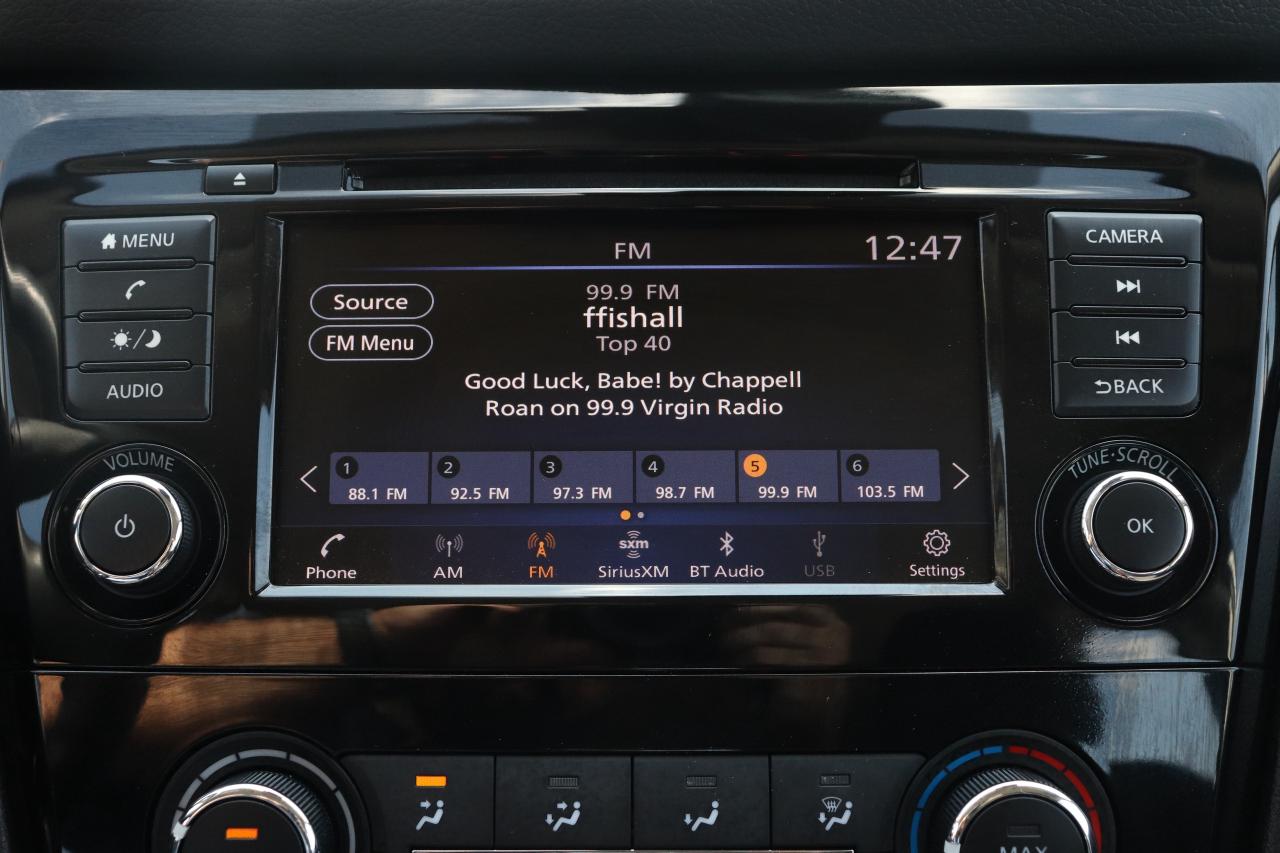 MENU
AUDIO
VOLUME
FM
12:47
Source
FM Menu
99.9 FM
ffishall
Top 40
Good Luck, Babe! by Chappell
Roan on 99.9 Virgin Radio
1
88.1 FM
2
92.5 FM
3
97.3 FM
4
98.7 FM
5
99.9 FM
6
103.5 FM
Phone
AM
FM
sxm
SiriusXM
BT Audio
USB
Settings
CAMERA
BACK
TUNE·SCROLL
OK
MAX